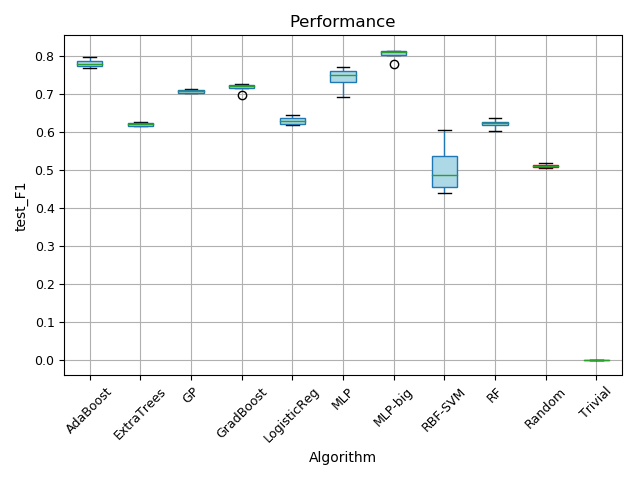 Performance
test_F1
0.8
0.7
0.6
0.5
0.4
0.3
0.2
0.1
0.0
AdaBoost
ExtraTrees
GP
GradBoost
LogisticReg
MLP
MLP-big
RBF-SVM
RF
Random
Trivial
Algorithm